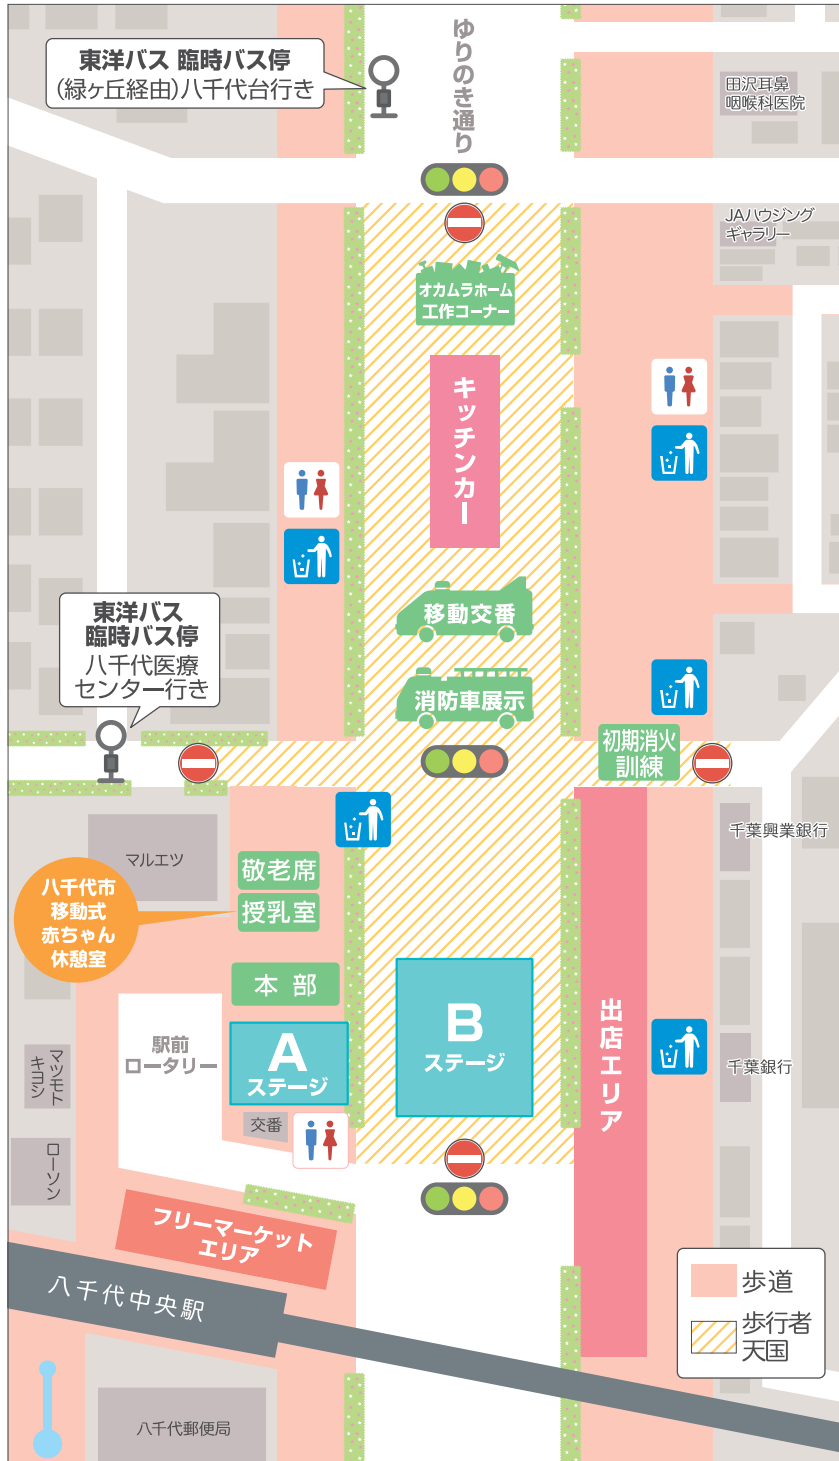 東洋バス 臨時バス停
(緑ヶ丘経由)八千代台行き
ゆりのき通り
田沢耳鼻
咽喉科医院
JAハウジング
ギャラリー
オカムラホーム
工作コーナー
キッチンカー
移動交番
消防車展示
東洋バス
臨時バス停
八千代医療
センター行き
初期消火
訓練
千葉興業銀行
マルエツ
敬老席
授乳室
八千代市
移動式
赤ちゃん
休憩室
本部
駅前
ロータリー
A
ステージ
B
ステージ
出店エリア
マツモト
キヨシ
千葉銀行
交番
ローソン
フリーマーケット
エリア
八千代中央駅
歩道
歩行者
天国
八千代郵便局